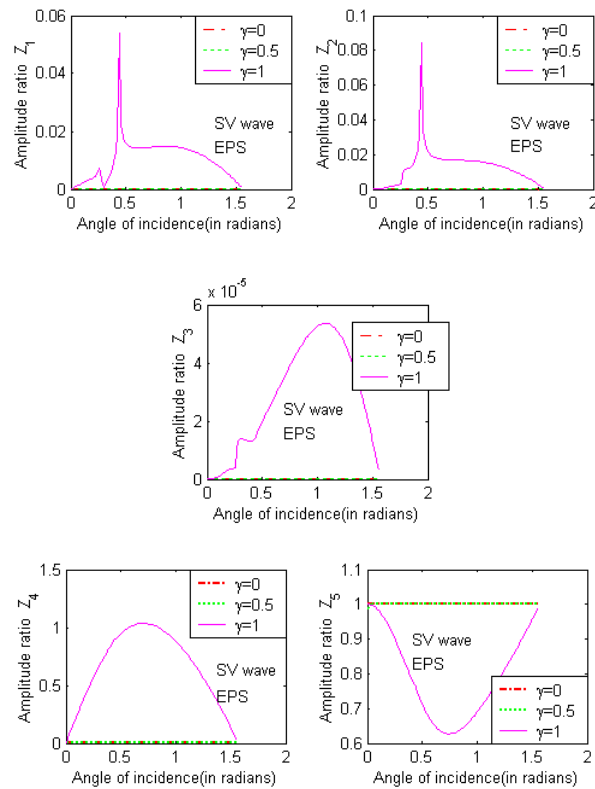 0.06
0.04
0.02
0
0
0.5
1
1.5
2
Amplitude ratio Z1
Angle of incidence(in radians)
γ=0
γ=0.5
γ=1
SV wave
EPS
0.1
0.08
0.06
0.04
0.02
0
0
0.5
1
1.5
2
Amplitude ratio Z2
Angle of incidence(in radians)
γ=0
γ=0.5
γ=1
SV wave
EPS
x 10-5
6
4
2
0
0
0.5
1
1.5
2
Amplitude ratio Z3
Angle of incidence(in radians)
γ=0
γ=0.5
γ=1
SV wave
EPS
1.5
1
0.5
0
0
0.5
1
1.5
2
Amplitude ratio Z4
Angle of incidence(in radians)
γ=0
γ=0.5
γ=1
SV wave
EPS
1.1
1
0.9
0.8
0.7
0.6
0
0.5
1
1.5
2
Amplitude ratio Z5
Angle of incidence(in radians)
SV wave
EPS
γ=0
γ=0.5
γ=1